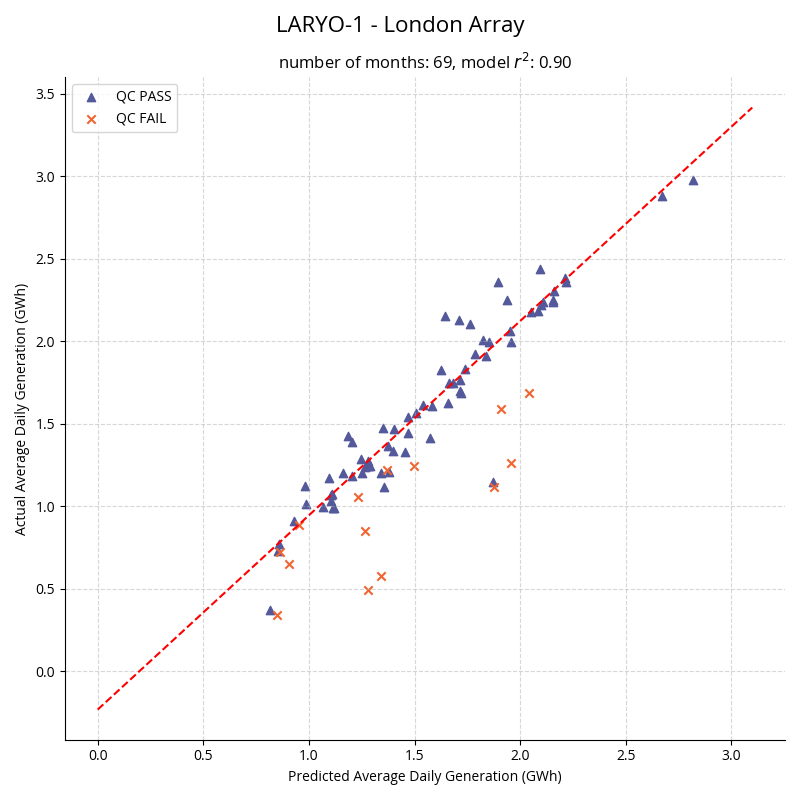 LARYO-1 - London Array
number of months: 69, model r²: 0.90
QC PASS
QC FAIL
3.5
3.0
2.5
2.0
1.5
1.0
0.5
0.0
Actual Average Daily Generation (GWh)
0.0 0.5 1.0 1.5 2.0 2.5 3.0
Predicted Average Daily Generation (GWh)